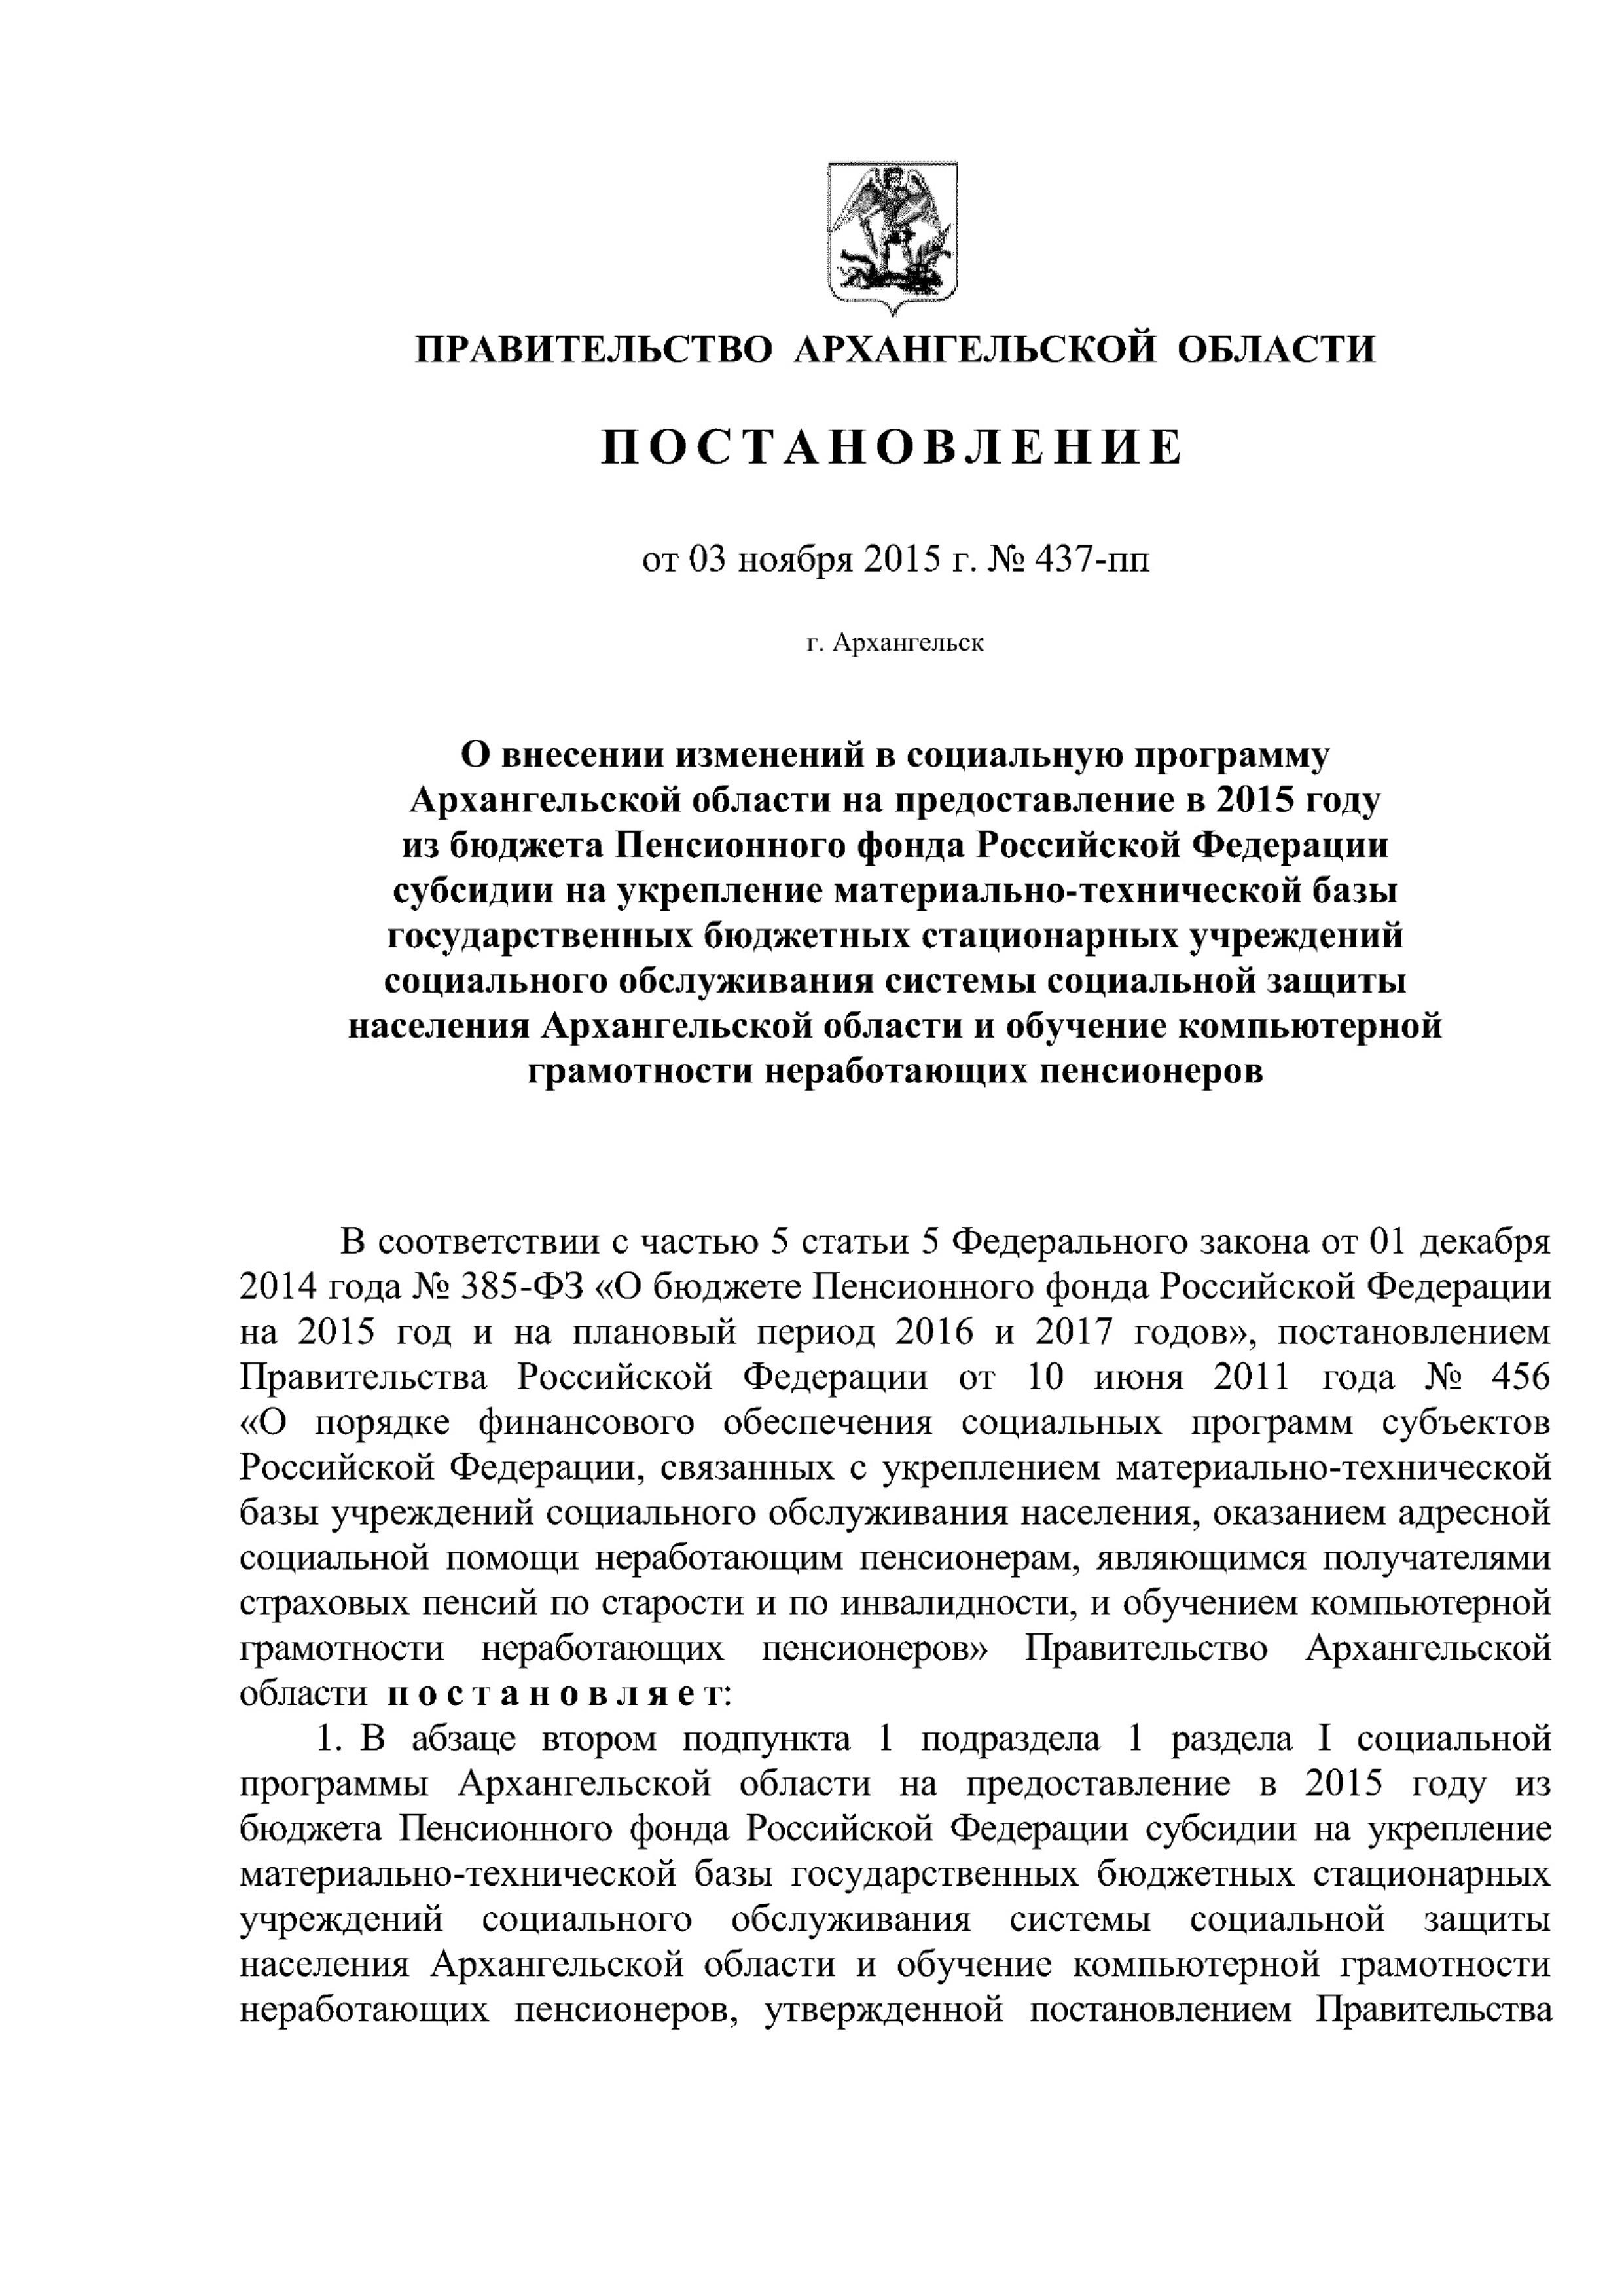 ПРАВИТЕЛЬСТВО АРХАНГЕЛЬСКОЙ ОБЛАСТИ
ПОСТАНОВЛЕНИЕ
от 03 ноября 2015 г. № 437-пп
г. Архангельск
О внесении изменений в социальную программу
Архангельской области на предоставление в 2015 году
из бюджета Пенсионного фонда Российской Федерации
субсидии на укрепление материально-технической базы
государственных бюджетных стационарных учреждений
социального обслуживания системы социальной защиты
населения Архангельской области и обучение компьютерной
грамотности неработающих пенсионеров
В соответствии с частью 5 статьи 5 Федерального закона от 01 декабря
2014 года № 385-ФЗ «О бюджете Пенсионного фонда Российской Федерации
на 2015 год и на плановый период 2016 и 2017 годов», постановлением
Правительства Российской Федерации от 10 июня 2011 года № 456
«О порядке финансового обеспечения социальных программ субъектов
Российской Федерации, связанных с укреплением материально-технической
базы учреждений социального обслуживания населения, оказанием адресной
социальной помощи неработающим пенсионерам, являющимся получателями
страховых пенсий по старости и по инвалидности, и обучением компьютерной
грамотности неработающих пенсионеров» Правительство Архангельской
области п о с т а н о в л я е т:
1. В абзаце втором подпункта 1 подраздела 1 раздела I социальной
программы Архангельской области на предоставление в 2015 году из
бюджета Пенсионного фонда Российской Федерации субсидии на укрепление
материально-технической базы государственных бюджетных стационарных
учреждений социального обслуживания системы социальной защиты
населения Архангельской области и обучение компьютерной грамотности
неработающих пенсионеров, утвержденной постановлением Правительства